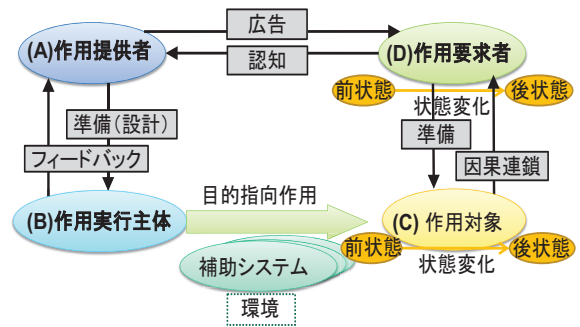 広告
(A)作用提供者
認知
(D)作用要求者
前状態
後状態
状態変化
準備(設計)
準備
フィードバック
因果連鎖
目的指向作用
(B)作用実行主体
(C) 作用対象
前状態
後状態
状態変化
補助システム
環境